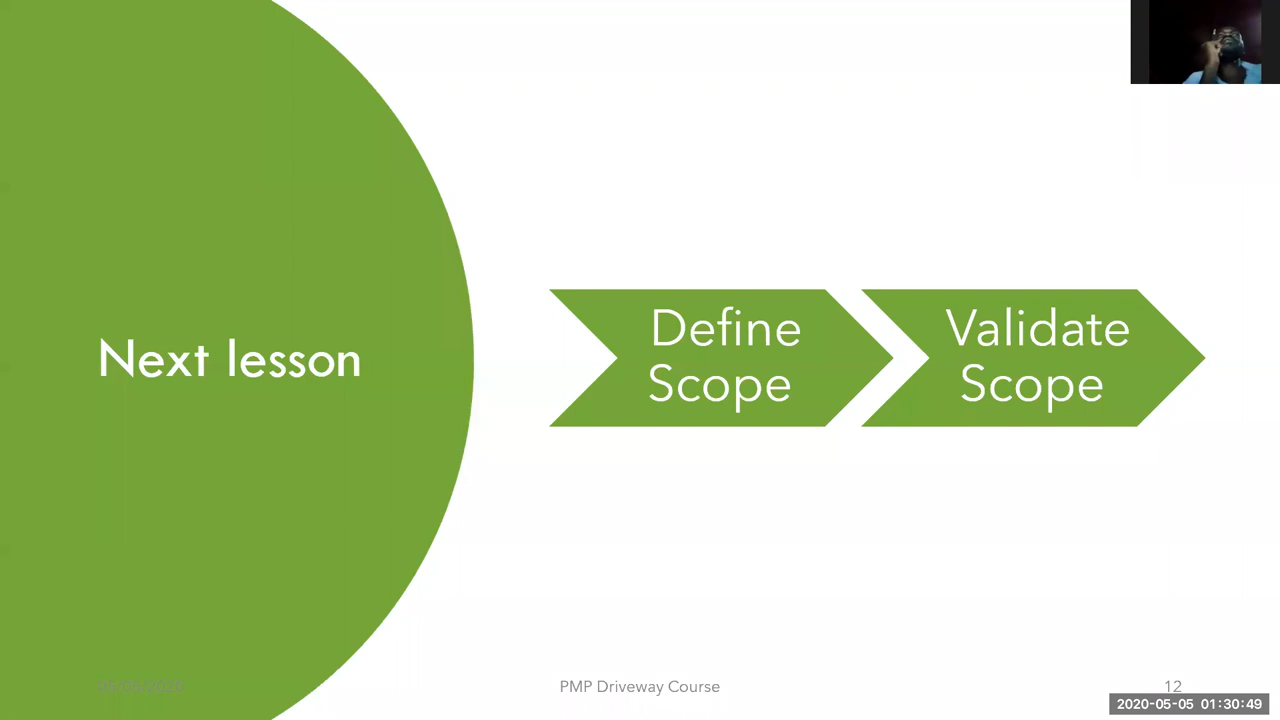 Next lesson
Define
Scope
Validate
Scope
PMP Driveway Course
12
2020-05-05 01:30:49